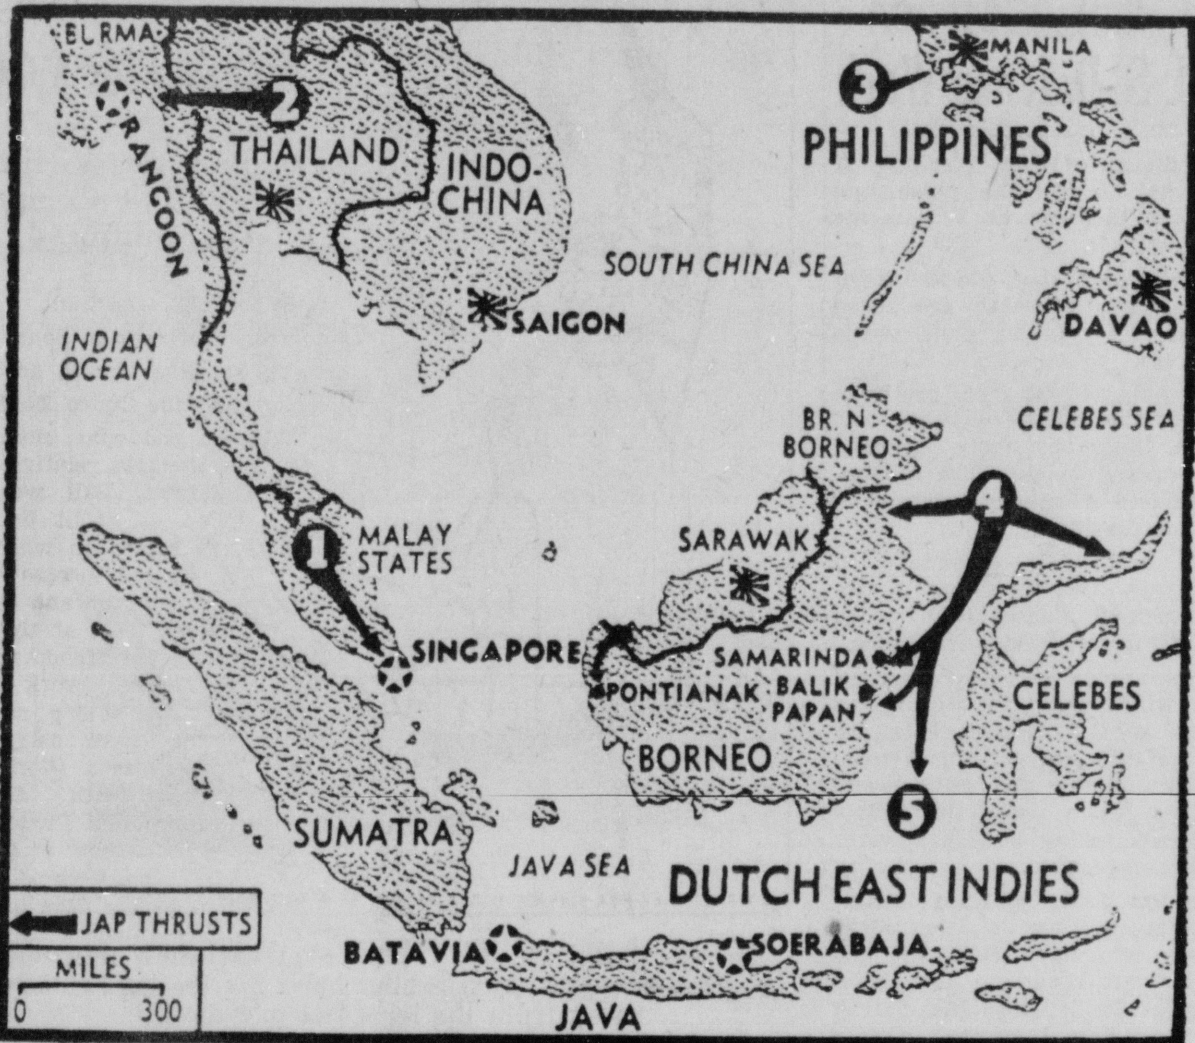 BURMA
2
MANILA
3
RANGOON
THAILAND
INDO-
CHINA
PHILIPPINES
SOUTH CHINA SEA
SAIGON
DAVAO
INDIAN
OCEAN
BR. N.
BORNEO
CELEBES SEA
4
1
MALAY
STATES
SARAWAK
SINGAPORE
SAMARINDA
PONTIANAK
BALIK
PAPAN
CELEBES
BORNEO
5
SUMATRA
JAVA SEA
DUTCH EAST INDIES
JAP THRUSTS
BATAVIA
SOERABAJA
MILES
0 300
JAVA